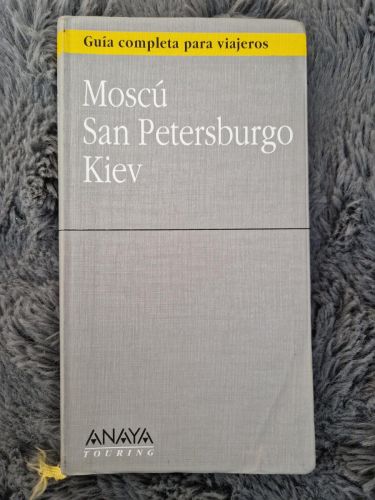 Guía completa para viajeros
Moscú
San Petersburgo
Kiev
ANAYA
TOURING